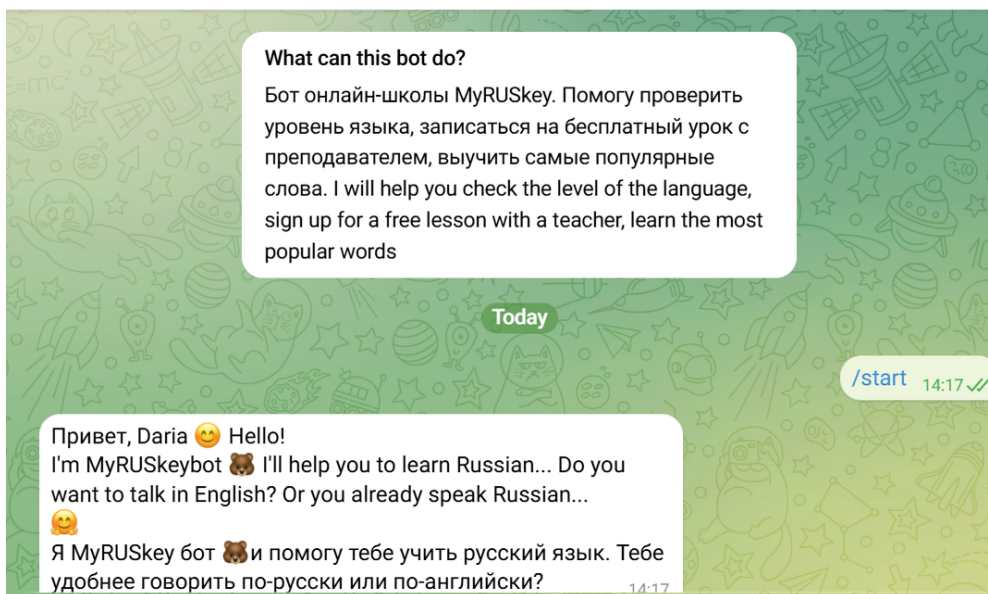 What can this bot do?
Бот онлайн-школы MyRUSkey. Помогу проверить
уровень языка, записаться на бесплатный урок с
преподавателем, выучить самые популярные
слова. I will help you check the level of the language,
sign up for a free lesson with a teacher, learn the most
popular words
Today
/start 14:17
Привет, Daria 😊 Hello!
I'm MyRUSkeybot 🐻 I'll help you to learn Russian... Do you
want to talk in English? Or you already speak Russian...
🤗
Я MyRUSkey бот 🐻и помогу тебе учить русский язык. Тебе
удобнее говорить по-русски или по-английски? 14:17